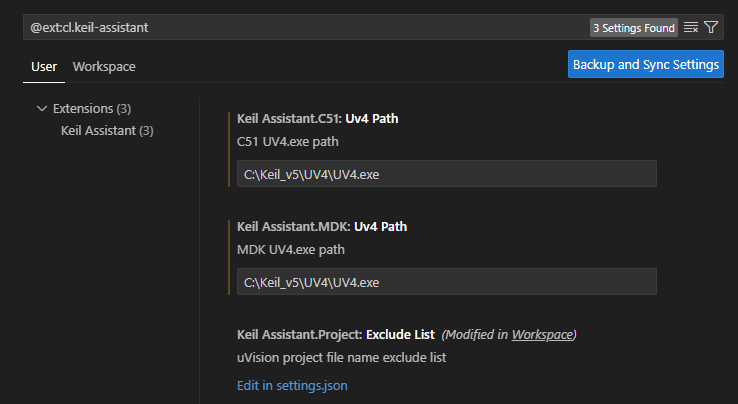 @ext:cl.keil-assistant
3 Settings Found
User Workspace
Backup and Sync Settings
Extensions (3)
Keil Assistant (3)
Keil Assistant.C51: Uv4 Path
C51 UV4.exe path
C:\Keil_v5\UV4\UV4.exe
Keil Assistant.MDK: Uv4 Path
MDK UV4.exe path
C:\Keil_v5\UV4\UV4.exe
Keil Assistant.Project: Exclude List (Modified in Workspace)
uVision project file name exclude list
Edit in settings.json